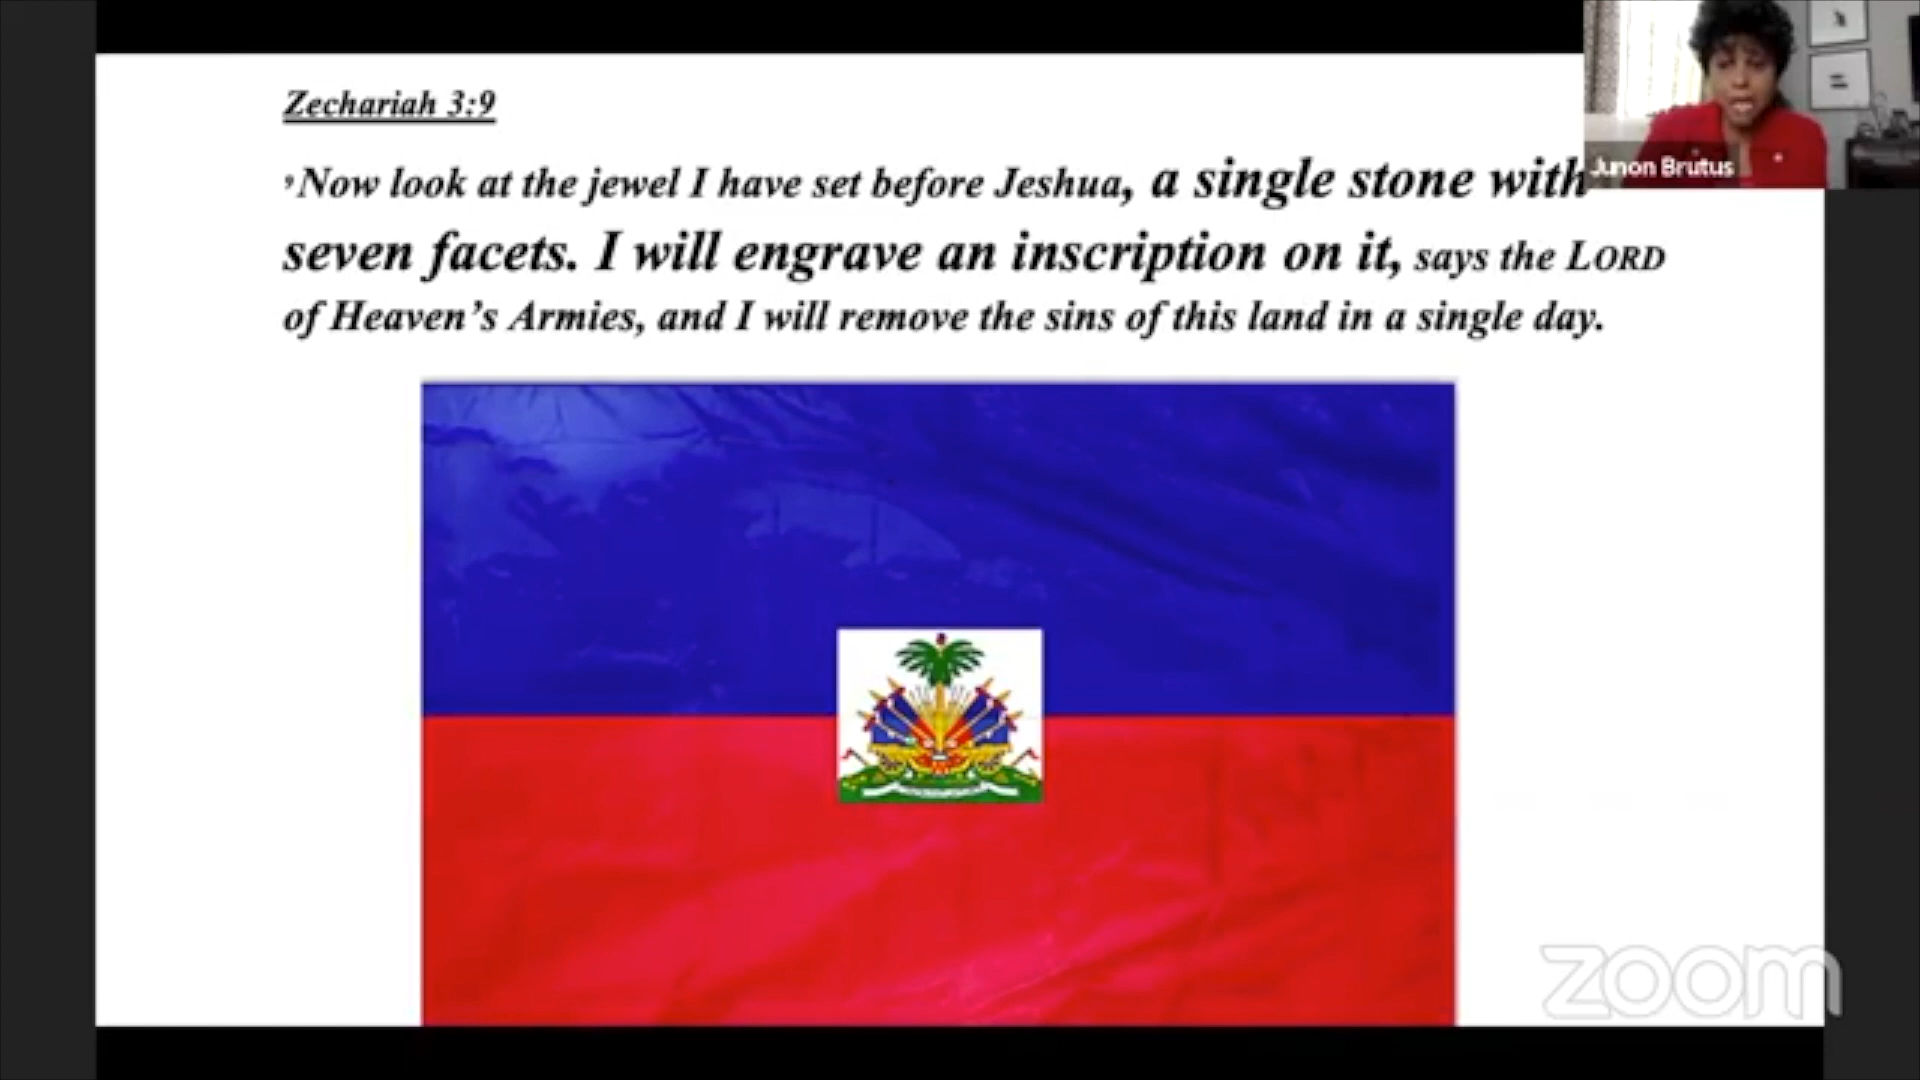 Zechariah 3:9
9 Now look at the jewel I have set before Jeshua, a single stone with
seven facets. I will engrave an inscription on it, says the LORD
of Heaven's Armies, and I will remove the sins of this land in a single day.
Junon Brutus
zoom